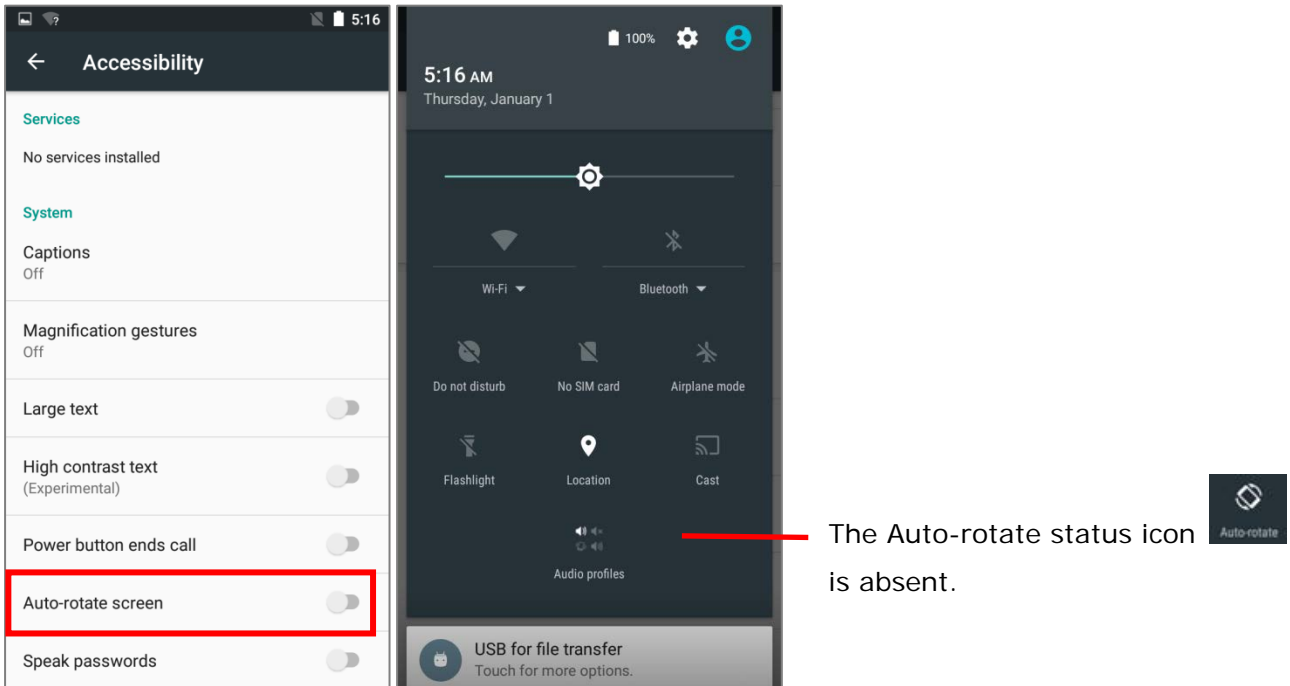 5:16
Accessibility
Services
No services installed
System
Captions
Off
Magnification gestures
Off
Large text
High contrast text
(Experimental)
Power button ends call
Auto-rotate screen
Speak passwords
100%
5:16 AM
Thursday, January 1
Wi-Fi
Bluetooth
Do not disturb
No SIM card
Airplane mode
Flashlight
Location
Cast
Audio profiles
USB for file transfer
Touch for more options.
The Auto-rotate status icon
Auto-rotate
is absent.